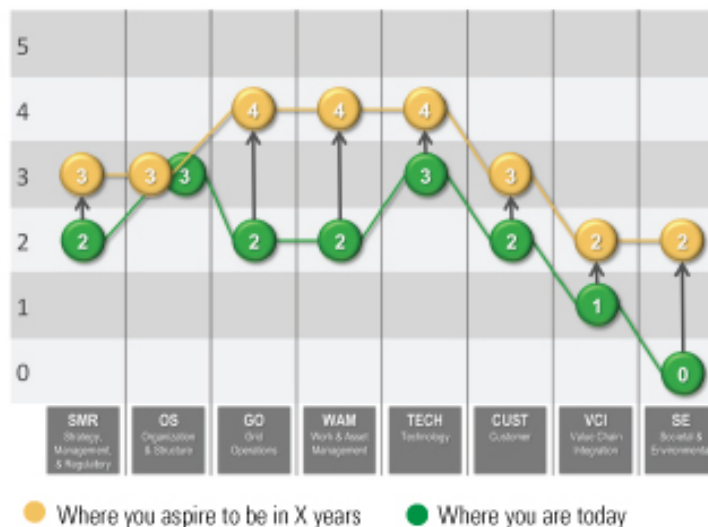 5
4
3
2
1
0
4 4 4
3 3 3 3 3
2 2 2 2 2 2
1
0
SMR
Strategy,
Management,
& Regulatory
OS
Organization
& Structure
GO
Grid
Operations
WAM
Work & Asset
Management
TECH
Technology
CUST
Customer
VCI
Value Chain
Integration
SE
Societal &
Environmental
Where you aspire to be in X years
Where you are today